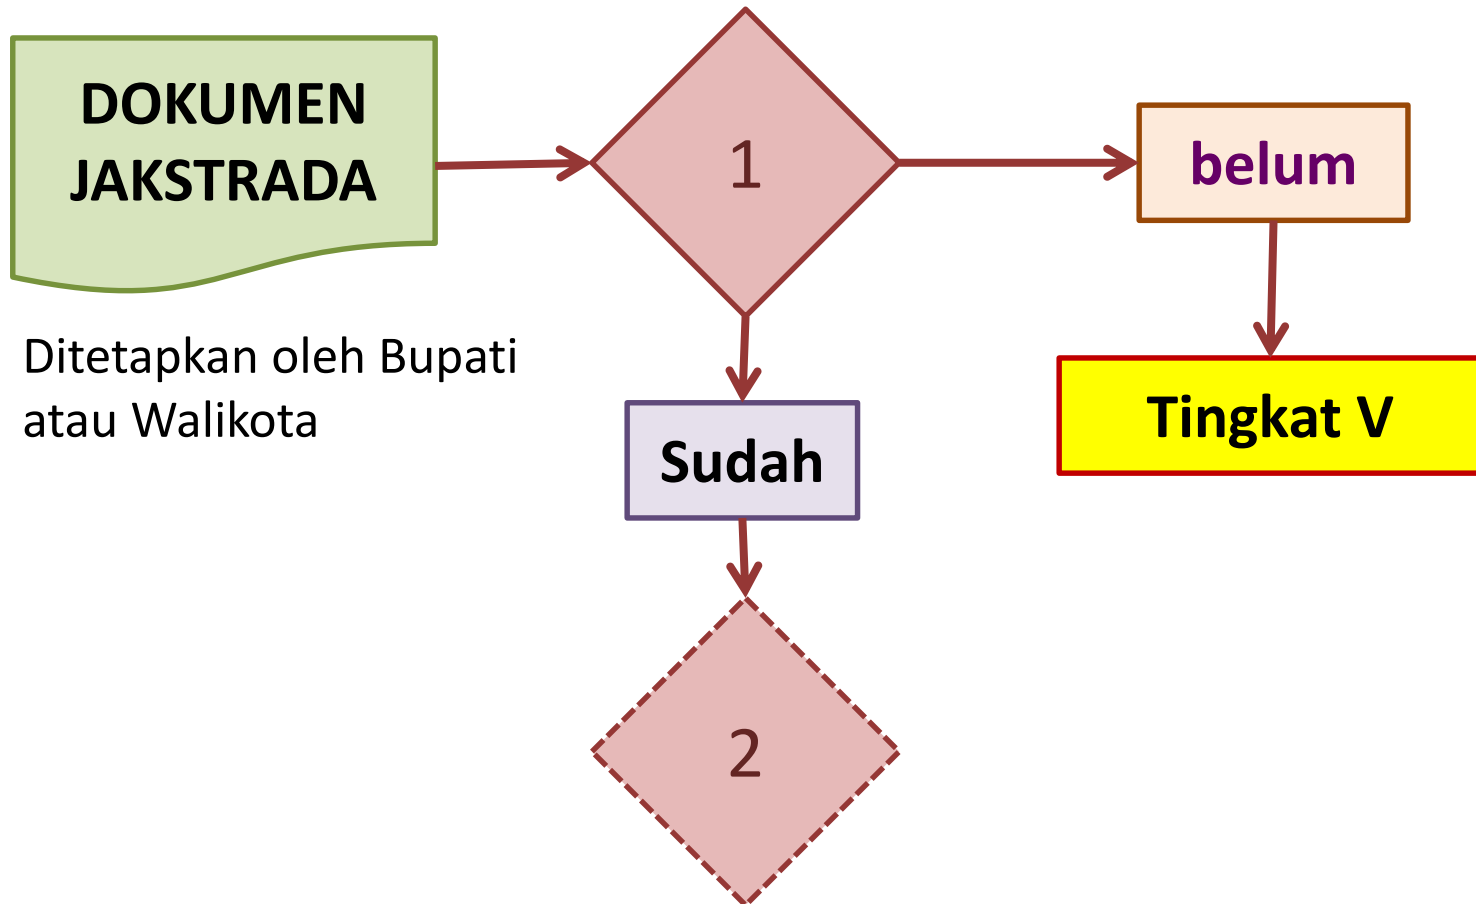 DOKUMEN
JAKSTRADA
1
belum
Ditetapkan oleh Bupati
atau Walikota
Tingkat V
Sudah
2